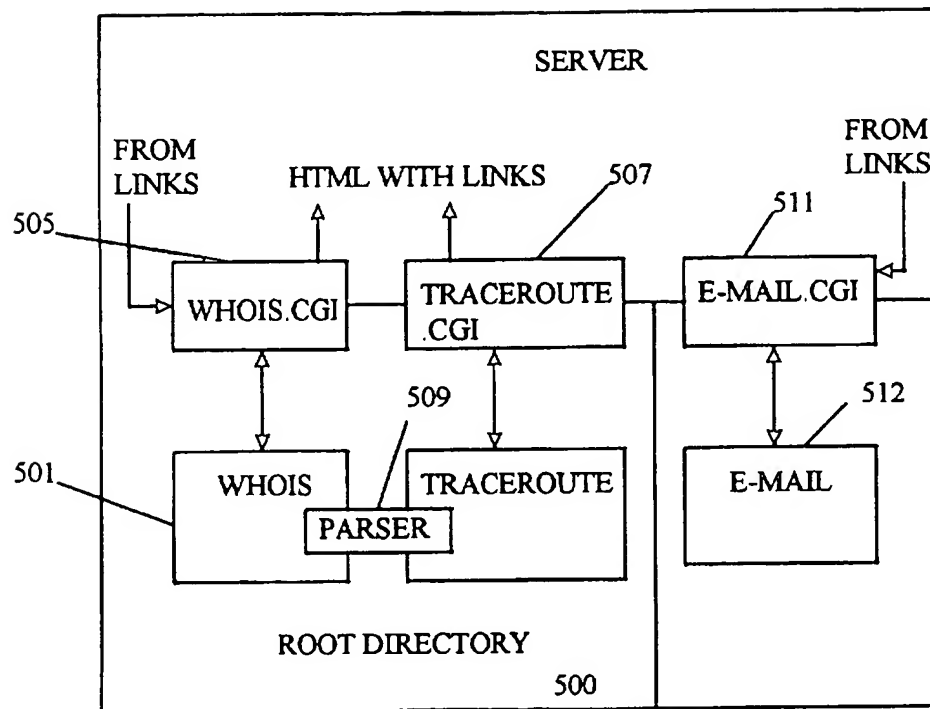 SERVER
FROM
LINKS
HTML WITH LINKS
507
FROM
LINKS
505
511
WHOIS.CGI
TRACEROUTE
.CGI
E-MAIL.CGI
509
512
501
WHOIS
TRACEROUTE
E-MAIL
PARSER
ROOT DIRECTORY
500